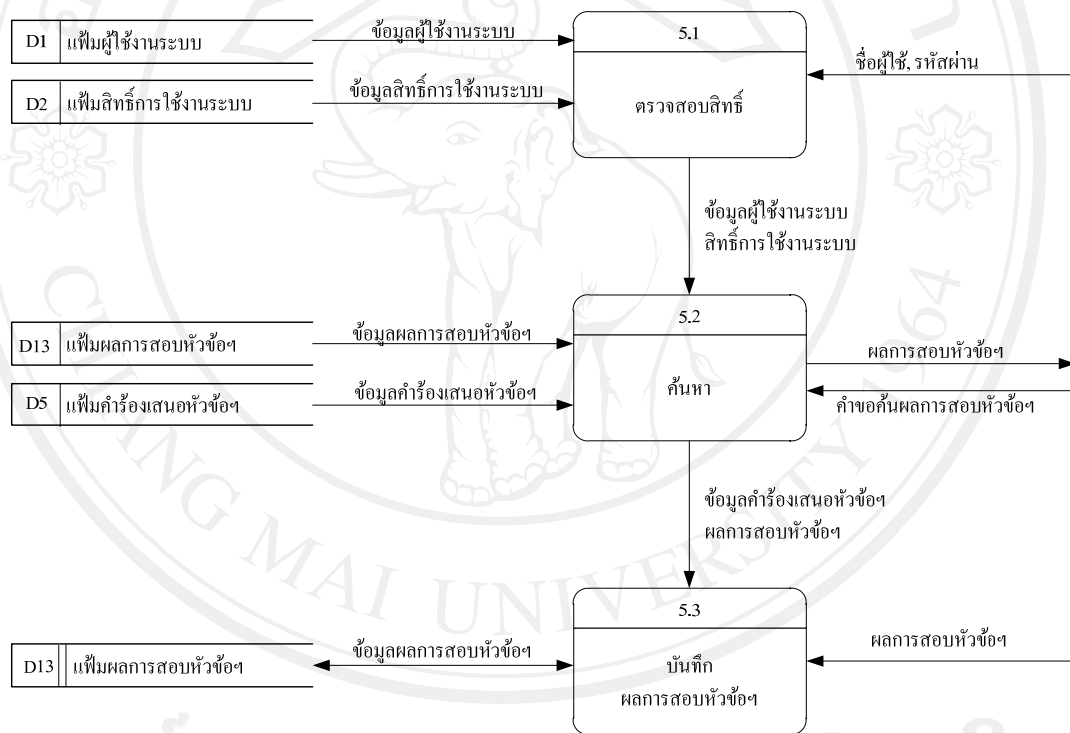 D1 แฟ้มผู้ใช้งานระบบ
ข้อมูลผู้ใช้งานระบบ
5.1
ชื่อผู้ใช้, รหัสผ่าน
D2 แฟ้มสิทธิ์การใช้งานระบบ
ข้อมูลสิทธิ์การใช้งานระบบ
ตรวจสอบสิทธิ์
ข้อมูลผู้ใช้งานระบบ
สิทธิ์การใช้งานระบบ
5.2
D13 แฟ้มผลการสอบหัวข้อฯ
ข้อมูลผลการสอบหัวข้อฯ
ผลการสอบหัวข้อฯ
D5 แฟ้มคำร้องเสนอหัวข้อฯ
ข้อมูลคำร้องเสนอหัวข้อฯ
ค้นหา
คำขอค้นผลการสอบหัวข้อฯ
ข้อมูลคำร้องเสนอหัวข้อฯ
ผลการสอบหัวข้อฯ
5.3
D13 แฟ้มผลการสอบหัวข้อฯ
ข้อมูลผลการสอบหัวข้อฯ
บันทึก
ผลการสอบหัวข้อฯ
ผลการสอบหัวข้อฯ
CHIANG MAI UNIVERSITY 1964